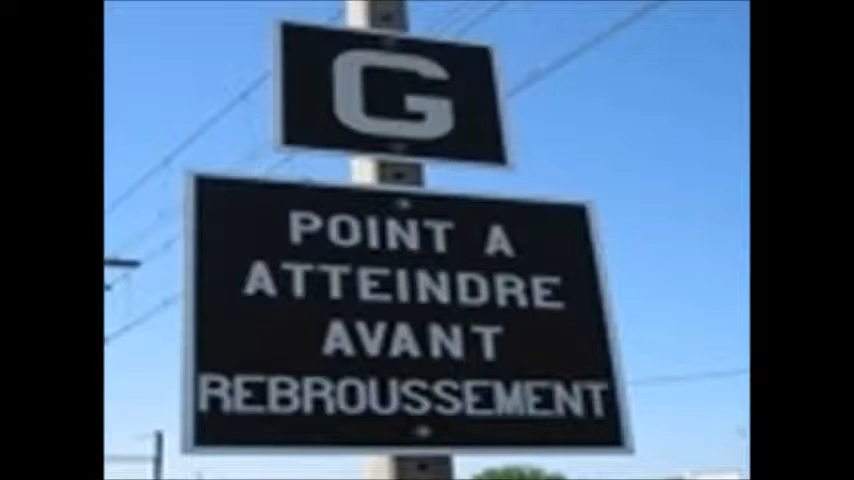 G
POINT A
ATTEINDRE
AVANT
REBROUSSEMENT